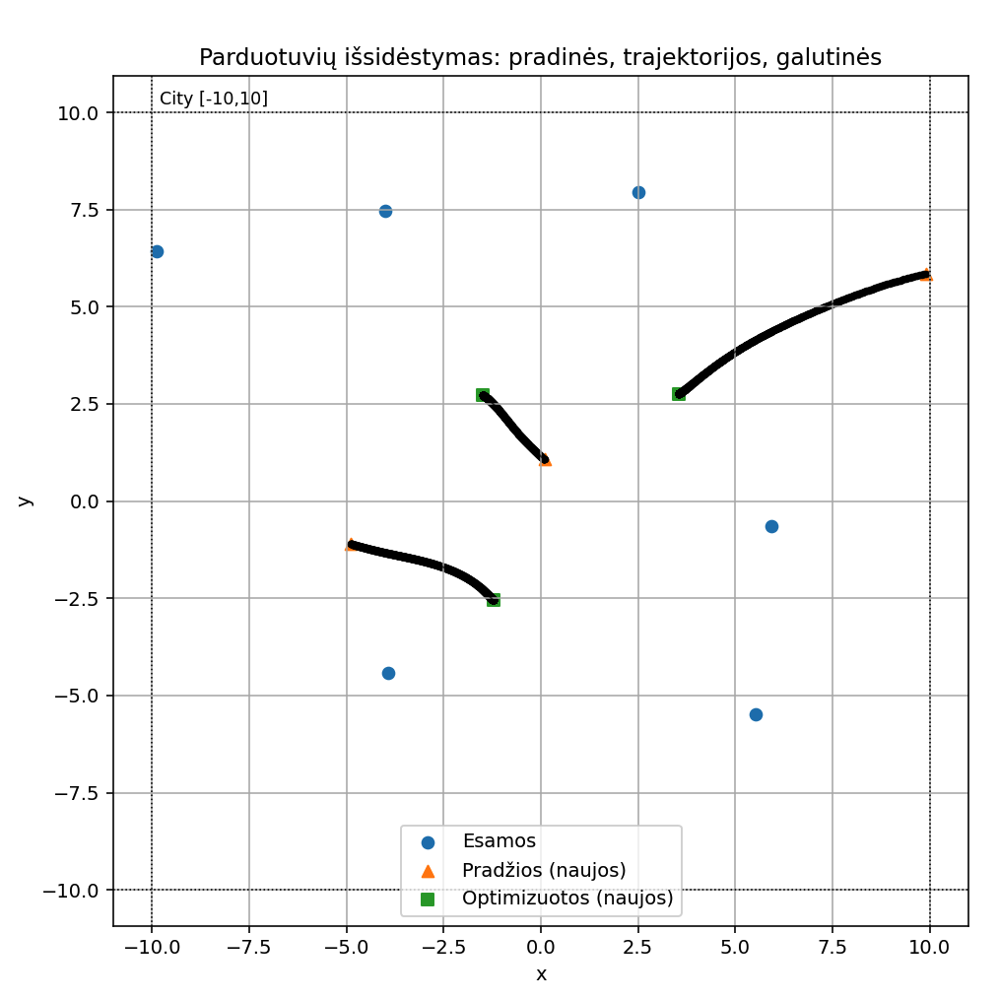 Parduotuvių išsidėstymas: pradinės, trajektorijos, galutinės
City [-10,10]
10.0
7.5
5.0
2.5
0.0
−2.5
−5.0
−7.5
−10.0
y
Esamos
Pradžios (naujos)
Optimizuotos (naujos)
−10.0 −7.5 −5.0 −2.5 0.0 2.5 5.0 7.5 10.0
x